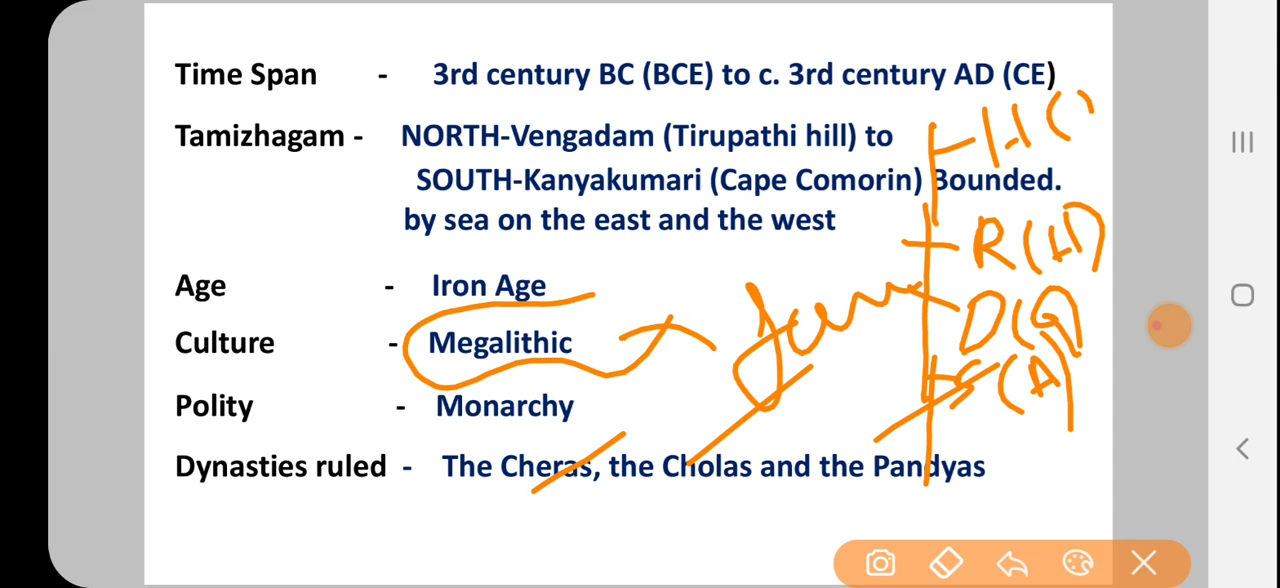 Time Span - 3rd century BC (BCE) to c. 3rd century AD (CE)
Tamizhagam - NORTH-Vengadam (Tirupathi hill) to
SOUTH-Kanyakumari (Cape Comorin) Bounded.
by sea on the east and the west
R(H)
Age - Iron Age
D(G)
Culture - Megalithic
(A)
Polity - Monarchy
Dynasties ruled - The Cheras, the Cholas and the Pandyas